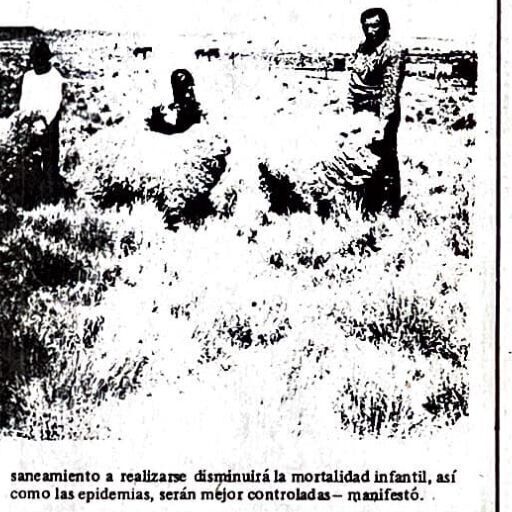 saneamiento a realizarse disminuirá la mortalidad infantil, así
como las epidemias, serán mejor controladas— manifestó.